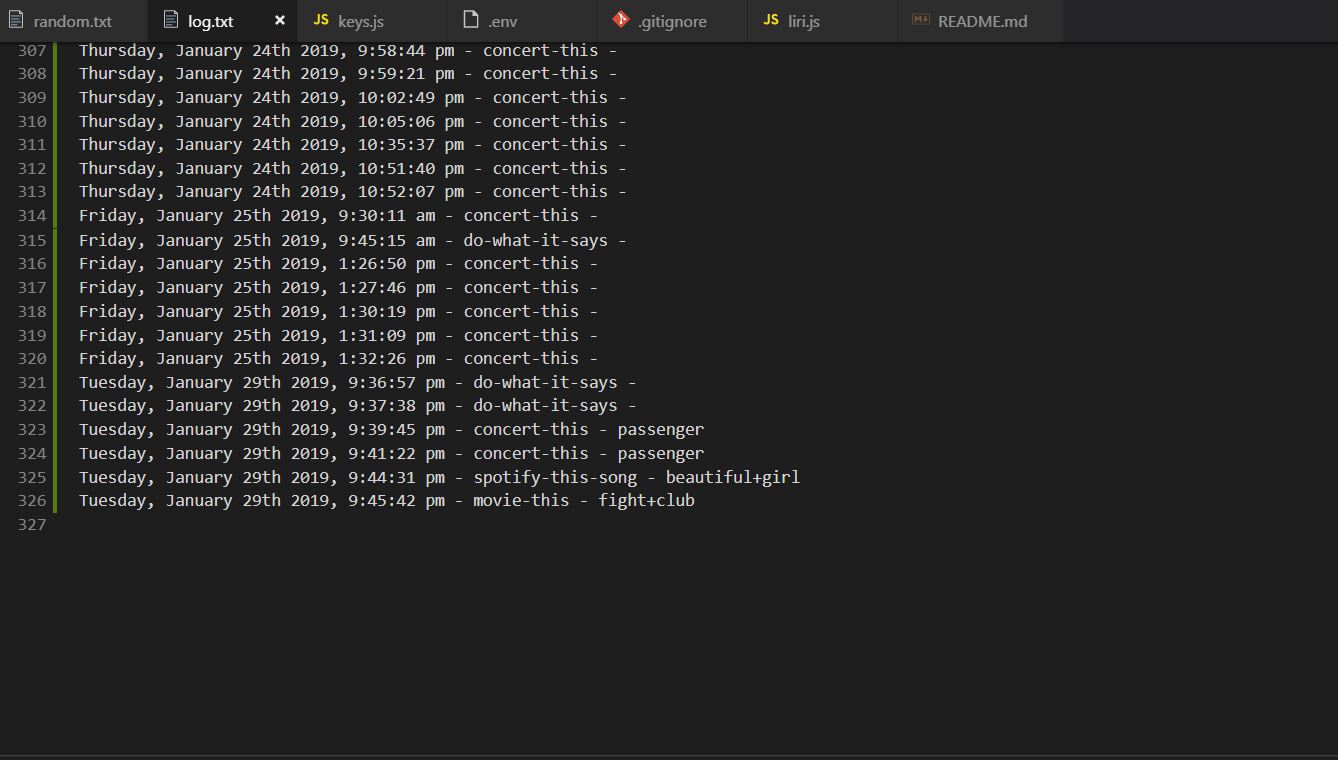 random.txt log.txt × JS keys.js .env .gitignore JS liri.js M↓ README.md
307 Thursday, January 24th 2019, 9:58:44 pm - concert-this -
308 Thursday, January 24th 2019, 9:59:21 pm - concert-this -
309 Thursday, January 24th 2019, 10:02:49 pm - concert-this -
310 Thursday, January 24th 2019, 10:05:06 pm - concert-this -
311 Thursday, January 24th 2019, 10:35:37 pm - concert-this -
312 Thursday, January 24th 2019, 10:51:40 pm - concert-this -
313 Thursday, January 24th 2019, 10:52:07 pm - concert-this -
314 Friday, January 25th 2019, 9:30:11 am - concert-this -
315 Friday, January 25th 2019, 9:45:15 am - do-what-it-says -
316 Friday, January 25th 2019, 1:26:50 pm - concert-this -
317 Friday, January 25th 2019, 1:27:46 pm - concert-this -
318 Friday, January 25th 2019, 1:30:19 pm - concert-this -
319 Friday, January 25th 2019, 1:31:09 pm - concert-this -
320 Friday, January 25th 2019, 1:32:26 pm - concert-this -
321 Tuesday, January 29th 2019, 9:36:57 pm - do-what-it-says -
322 Tuesday, January 29th 2019, 9:37:38 pm - do-what-it-says -
323 Tuesday, January 29th 2019, 9:39:45 pm - concert-this - passenger
324 Tuesday, January 29th 2019, 9:41:22 pm - concert-this - passenger
325 Tuesday, January 29th 2019, 9:44:31 pm - spotify-this-song - beautiful+girl
326 Tuesday, January 29th 2019, 9:45:42 pm - movie-this - fight+club
327